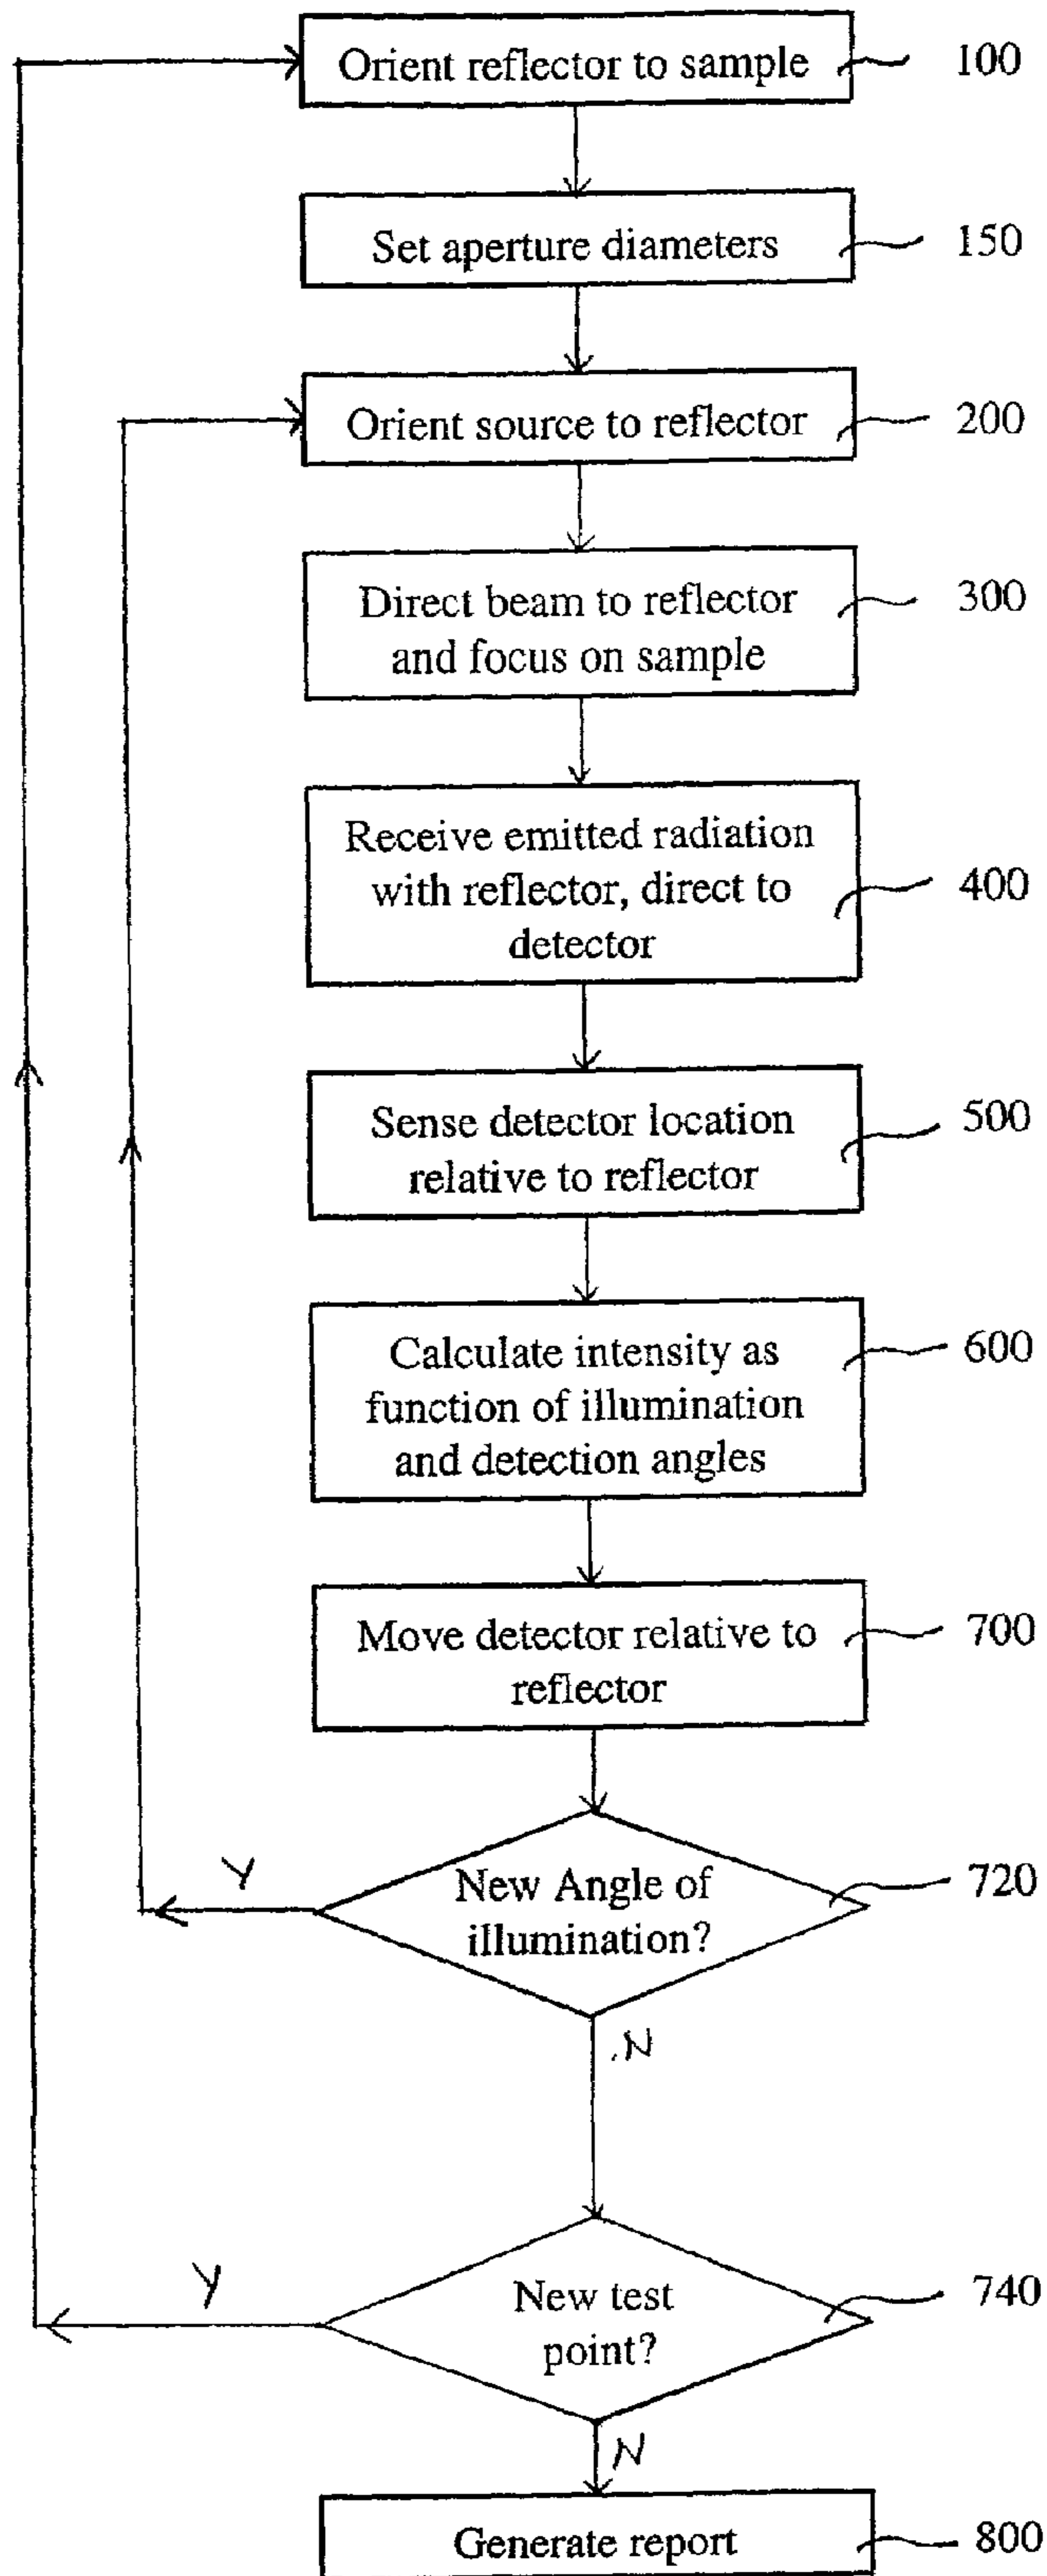 Orient reflector to sample 100
Set aperture diameters 150
Orient source to reflector 200
Direct beam to reflector 300
and focus on sample
Receive emitted radiation
with reflector, direct to 400
detector
Sense detector location 500
relative to reflector
Calculate intensity as 600
function of illumination
and detection angles
Move detector relative to 700
reflector
New Angle of 720
illumination?
Y
N
New test 740
point?
Y
N
Generate report 800